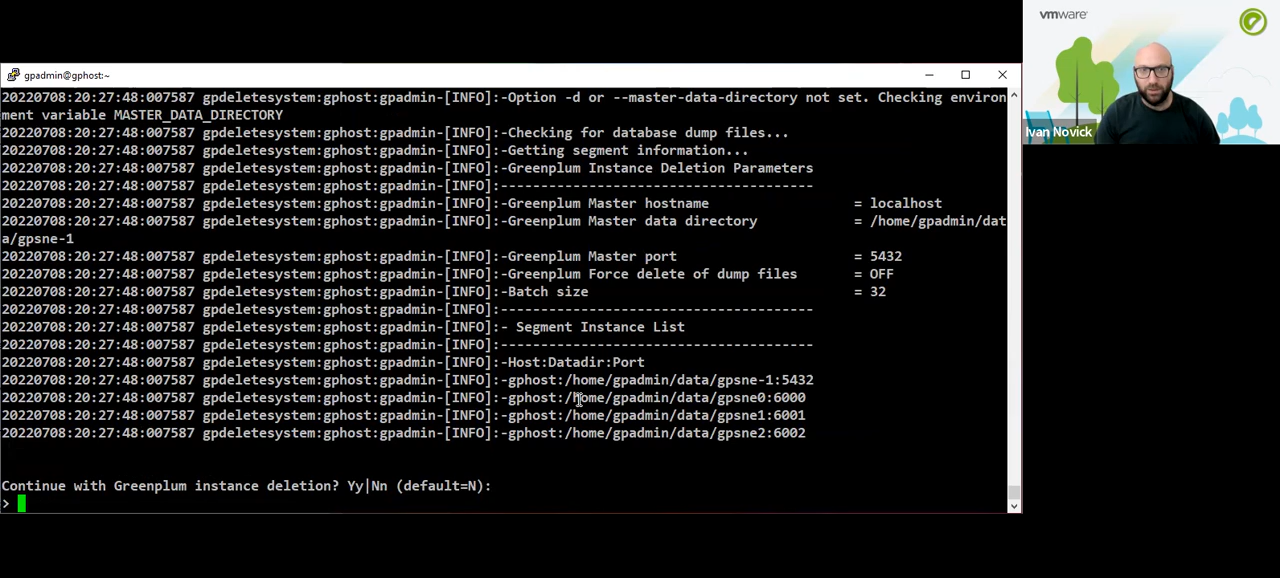 gpadmin@gphost:~
20220708:20:27:48:007587 gpdeletesystem:gphost:gpadmin-[INFO]:-Option -d or --master-data-directory not set. Checking environ
ment variable MASTER_DATA_DIRECTORY
20220708:20:27:48:007587 gpdeletesystem:gphost:gpadmin-[INFO]:-Checking for database dump files...
20220708:20:27:48:007587 gpdeletesystem:gphost:gpadmin-[INFO]:-Getting segment information...
20220708:20:27:48:007587 gpdeletesystem:gphost:gpadmin-[INFO]:-Greenplum Instance Deletion Parameters
20220708:20:27:48:007587 gpdeletesystem:gphost:gpadmin-[INFO]:--------------------------------------
20220708:20:27:48:007587 gpdeletesystem:gphost:gpadmin-[INFO]:-Greenplum Master hostname                  = localhost
20220708:20:27:48:007587 gpdeletesystem:gphost:gpadmin-[INFO]:-Greenplum Master data directory            = /home/gpadmin/dat
a/gpsne-1
20220708:20:27:48:007587 gpdeletesystem:gphost:gpadmin-[INFO]:-Greenplum Master port                      = 5432
20220708:20:27:48:007587 gpdeletesystem:gphost:gpadmin-[INFO]:-Greenplum Force delete of dump files       = OFF
20220708:20:27:48:007587 gpdeletesystem:gphost:gpadmin-[INFO]:-Batch size                                 = 32
20220708:20:27:48:007587 gpdeletesystem:gphost:gpadmin-[INFO]:--------------------------------------
20220708:20:27:48:007587 gpdeletesystem:gphost:gpadmin-[INFO]:- Segment Instance List
20220708:20:27:48:007587 gpdeletesystem:gphost:gpadmin-[INFO]:--------------------------------------
20220708:20:27:48:007587 gpdeletesystem:gphost:gpadmin-[INFO]:-Host:Datadir:Port
20220708:20:27:48:007587 gpdeletesystem:gphost:gpadmin-[INFO]:-gphost:/home/gpadmin/data/gpsne-1:5432
20220708:20:27:48:007587 gpdeletesystem:gphost:gpadmin-[INFO]:-gphost:/home/gpadmin/data/gpsne0:6000
20220708:20:27:48:007587 gpdeletesystem:gphost:gpadmin-[INFO]:-gphost:/home/gpadmin/data/gpsne1:6001
20220708:20:27:48:007587 gpdeletesystem:gphost:gpadmin-[INFO]:-gphost:/home/gpadmin/data/gpsne2:6002
Continue with Greenplum instance deletion? Yy|Nn (default=N):
>
vmware
Ivan Novick